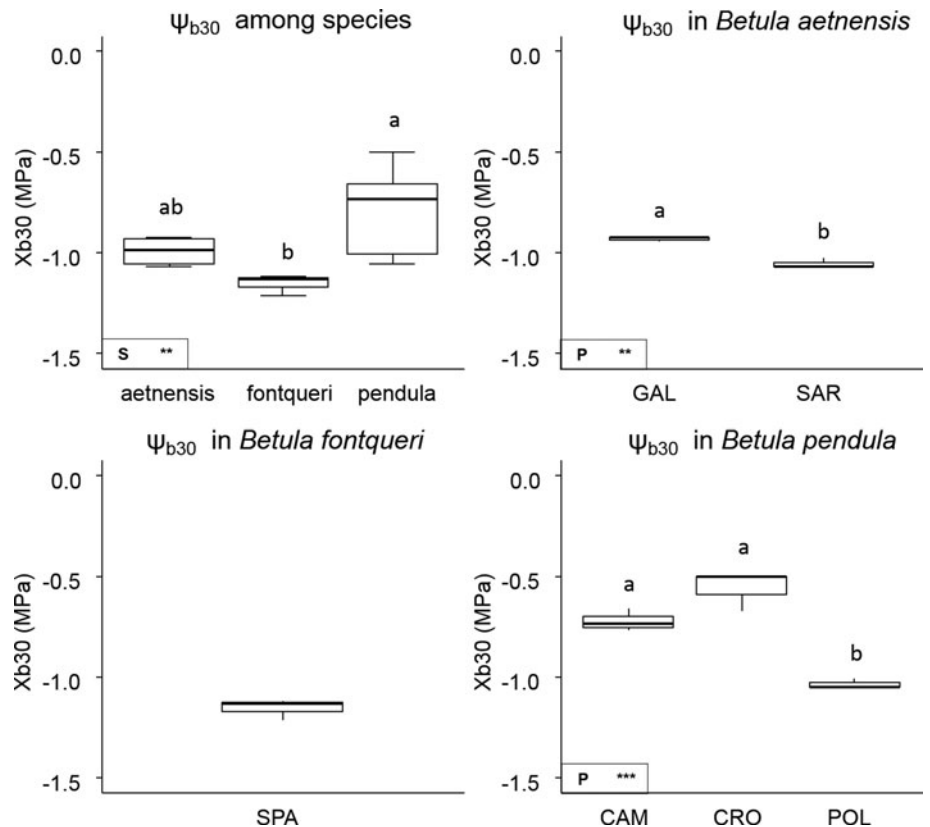 Ψb30 among species
0.0
-0.5
-1.0
-1.5
Xb30 (MPa)
ab
b
a
S **
aetnensis fontqueri pendula
Ψb30 in Betula aetnensis
0.0
-0.5
-1.0
-1.5
Xb30 (MPa)
a
b
P **
GAL SAR
Ψb30 in Betula fontqueri
0.0
-0.5
-1.0
-1.5
Xb30 (MPa)
SPA
Ψb30 in Betula pendula
0.0
-0.5
-1.0
-1.5
Xb30 (MPa)
a
a
b
P ***
CAM CRO POL